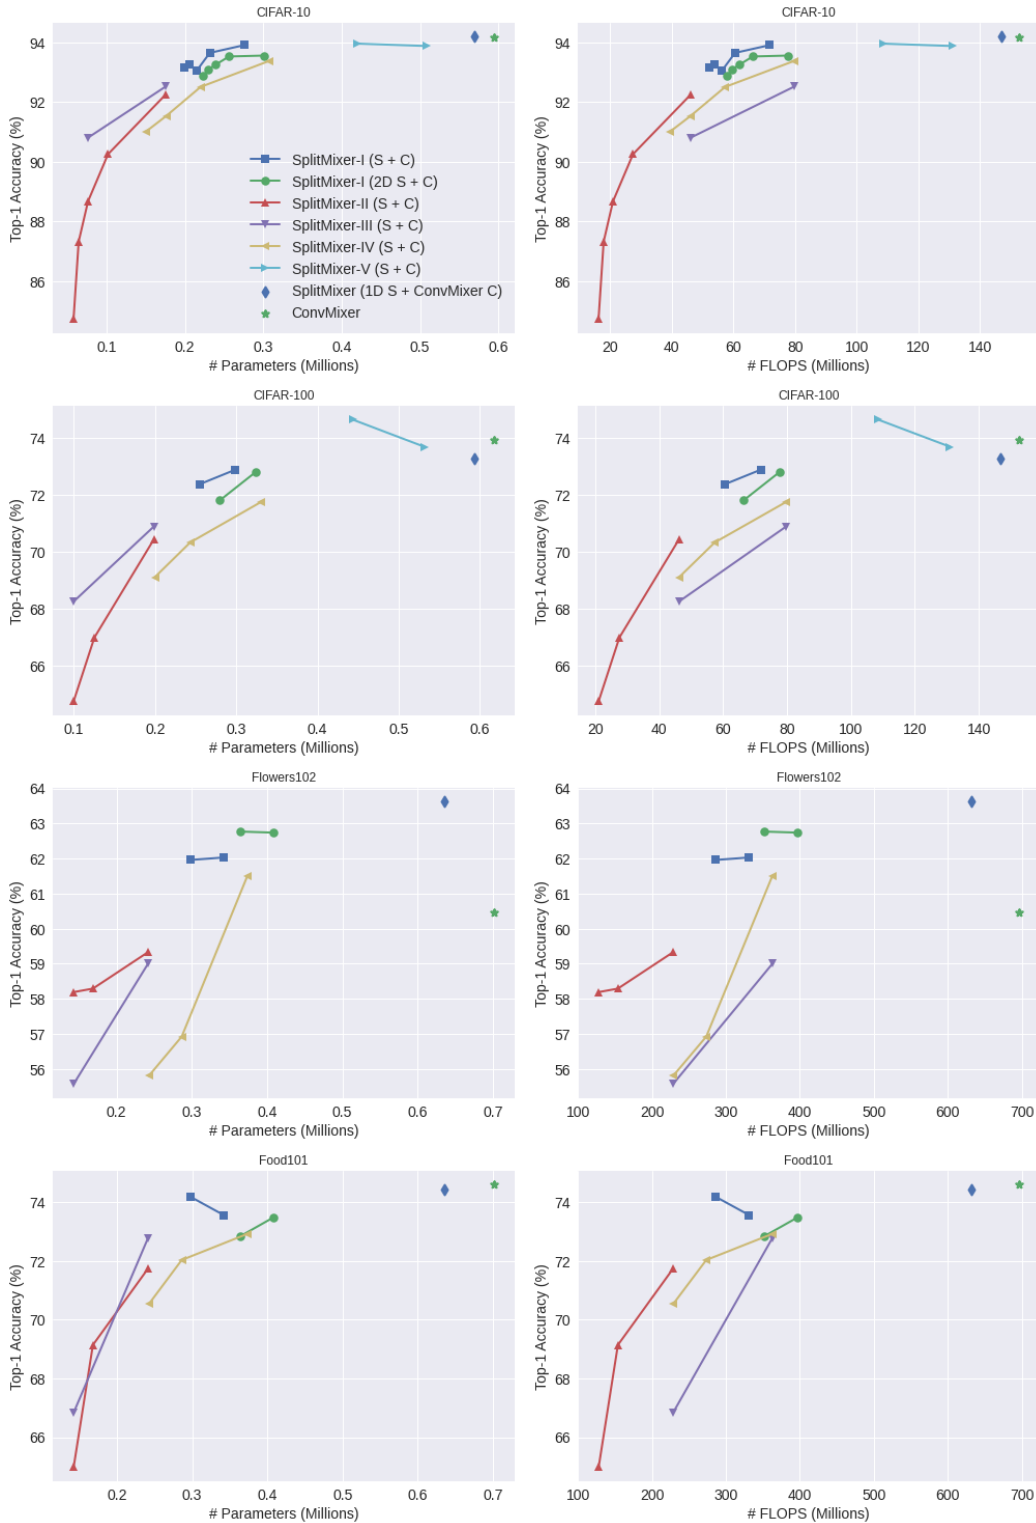 CIFAR-10
CIFAR-10
Top-1 Accuracy (%)
94
92
90
88
86
SplitMixer-I (S + C)
SplitMixer-I (2D S + C)
SplitMixer-II (S + C)
SplitMixer-III (S + C)
SplitMixer-IV (S + C)
SplitMixer-V (S + C)
SplitMixer (1D S + ConvMixer C)
ConvMixer
0.1 0.2 0.3 0.4 0.5 0.6
# Parameters (Millions)
Top-1 Accuracy (%)
94
92
90
88
86
20 40 60 80 100 120 140
# FLOPS (Millions)
CIFAR-100
CIFAR-100
Top-1 Accuracy (%)
74
72
70
68
66
0.1 0.2 0.3 0.4 0.5 0.6
# Parameters (Millions)
Top-1 Accuracy (%)
74
72
70
68
66
20 40 60 80 100 120 140
# FLOPS (Millions)
Flowers102
Flowers102
Top-1 Accuracy (%)
64
63
62
61
60
59
58
57
56
0.2 0.3 0.4 0.5 0.6 0.7
# Parameters (Millions)
Top-1 Accuracy (%)
64
63
62
61
60
59
58
57
56
100 200 300 400 500 600 700
# FLOPS (Millions)
Food101
Food101
Top-1 Accuracy (%)
74
72
70
68
66
0.2 0.3 0.4 0.5 0.6 0.7
# Parameters (Millions)
Top-1 Accuracy (%)
74
72
70
68
66
100 200 300 400 500 600 700
# FLOPS (Millions)